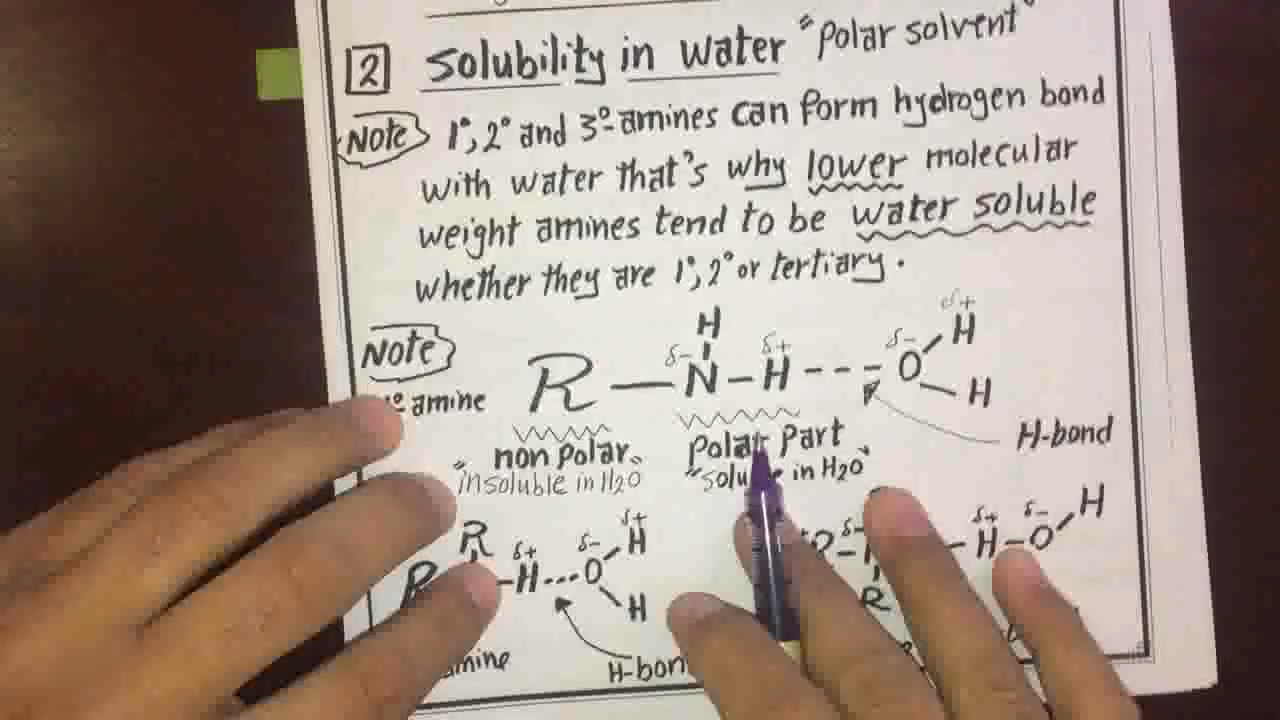 2 Solubility in water "polar solvent"
Note 1°, 2° and 3°-amines can form hydrogen bond
with water that's why lower molecular
weight amines tend to be water soluble
whether they are 1°, 2° or tertiary.
Note
amine
R — N — H --- O
H
δ- δ+ δ- δ+
H
H
H-bond
non polar
Polar Part
"insoluble in H2O
in H2O"
R
δ+ δ- δ+
H
-H---O
H
H-bon
δ-
δ+ δ-
H
-H-O
R